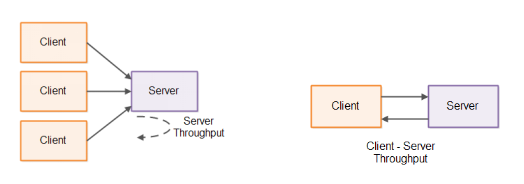 Client
Client
Client
Server
Server
Throughput
Client
Server
Client - Server
Throughput